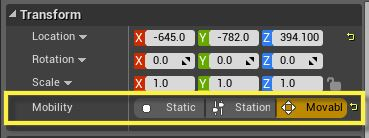 Transform
Location X -645.0 Y -782.0 Z 394.100
Rotation X 0.0 Y 0.0 Z 0.0
Scale X 1.0 Y 1.0 Z 1.0
Mobility Static Station Movabl